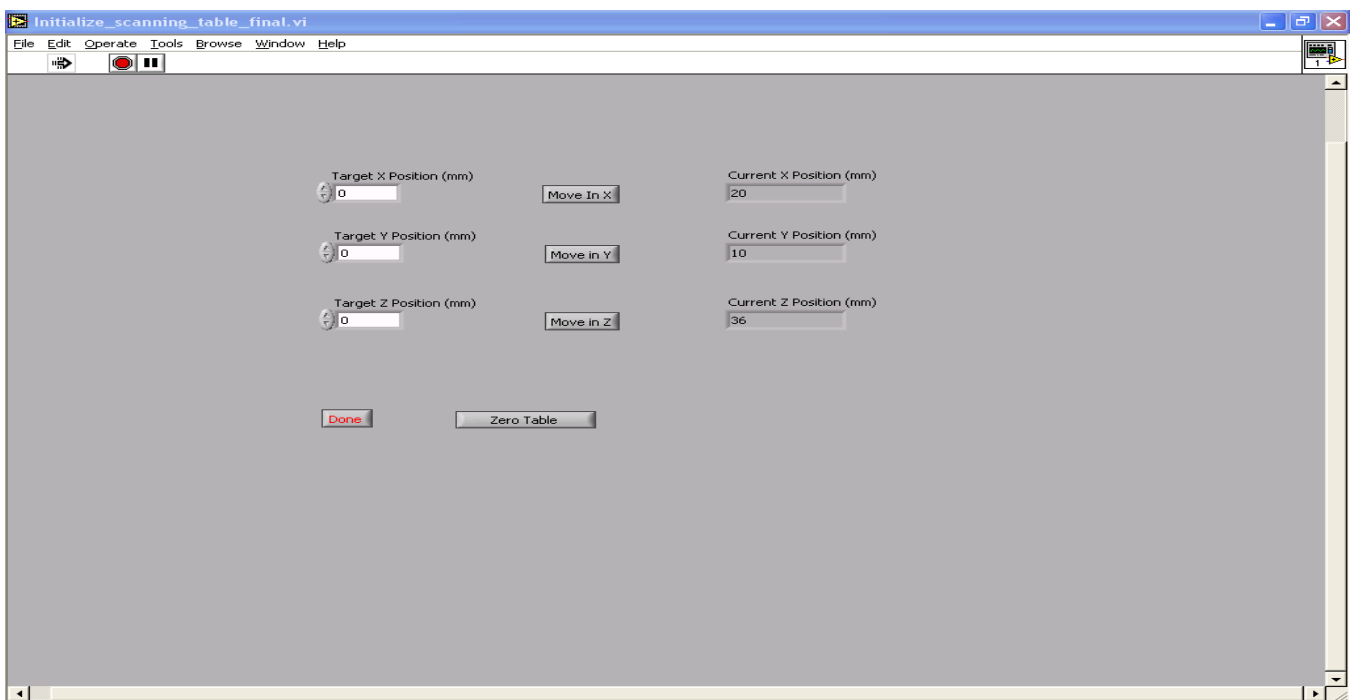 Initialize_scanning_table_final.vi
File Edit Operate Tools Browse Window Help
1
Target X Position (mm)
0
Move In X
Current X Position (mm)
20
Target Y Position (mm)
0
Move in Y
Current Y Position (mm)
10
Target Z Position (mm)
0
Move in Z
Current Z Position (mm)
36
Done
Zero Table